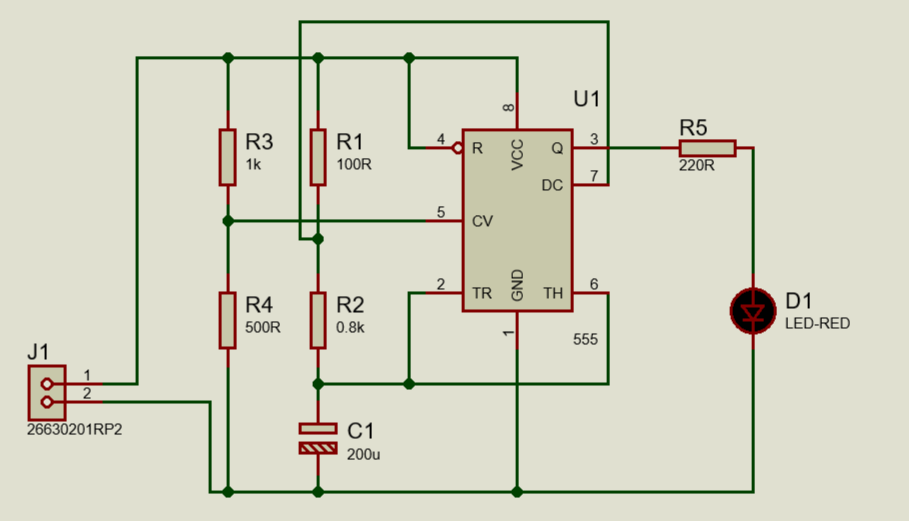 U1
8
R5
220R
R3
1k
R1
100R
4
R
VCC
Q
3
DC
7
5
CV
R4
500R
R2
0.8k
2
TR
GND
TH
6
1
555
D1
LED-RED
J1
1
2
26630201RP2
C1
200u